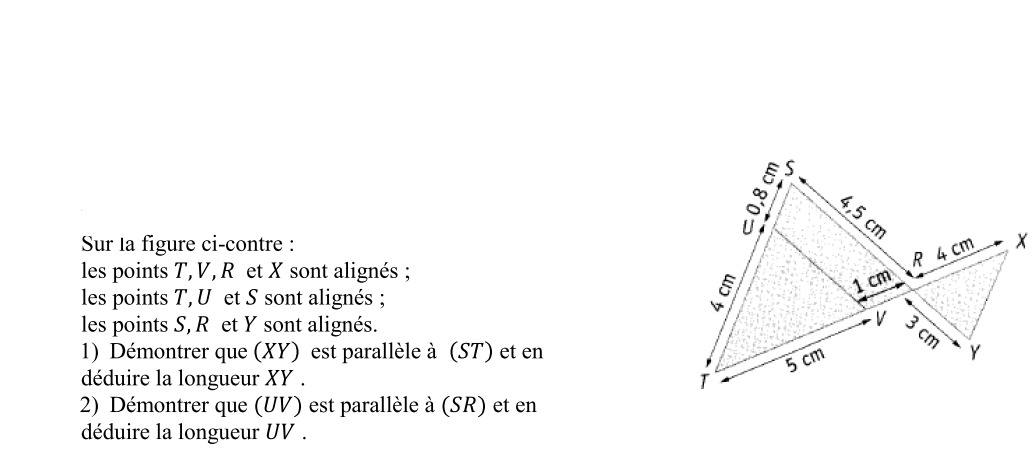 Sur la figure ci-contre :
les points T, V, R et X sont alignés ;
les points T, U et S sont alignés ;
les points S, R et Y sont alignés.
1) Démontrer que (XY) est parallèle à (ST) et en
déduire la longueur XY .
2) Démontrer que (UV) est parallèle à (SR) et en
déduire la longueur UV .
S
0,8 cm
U
4,5 cm
X
R
4 cm
1 cm
4 cm
V
3 cm
Y
5 cm
T